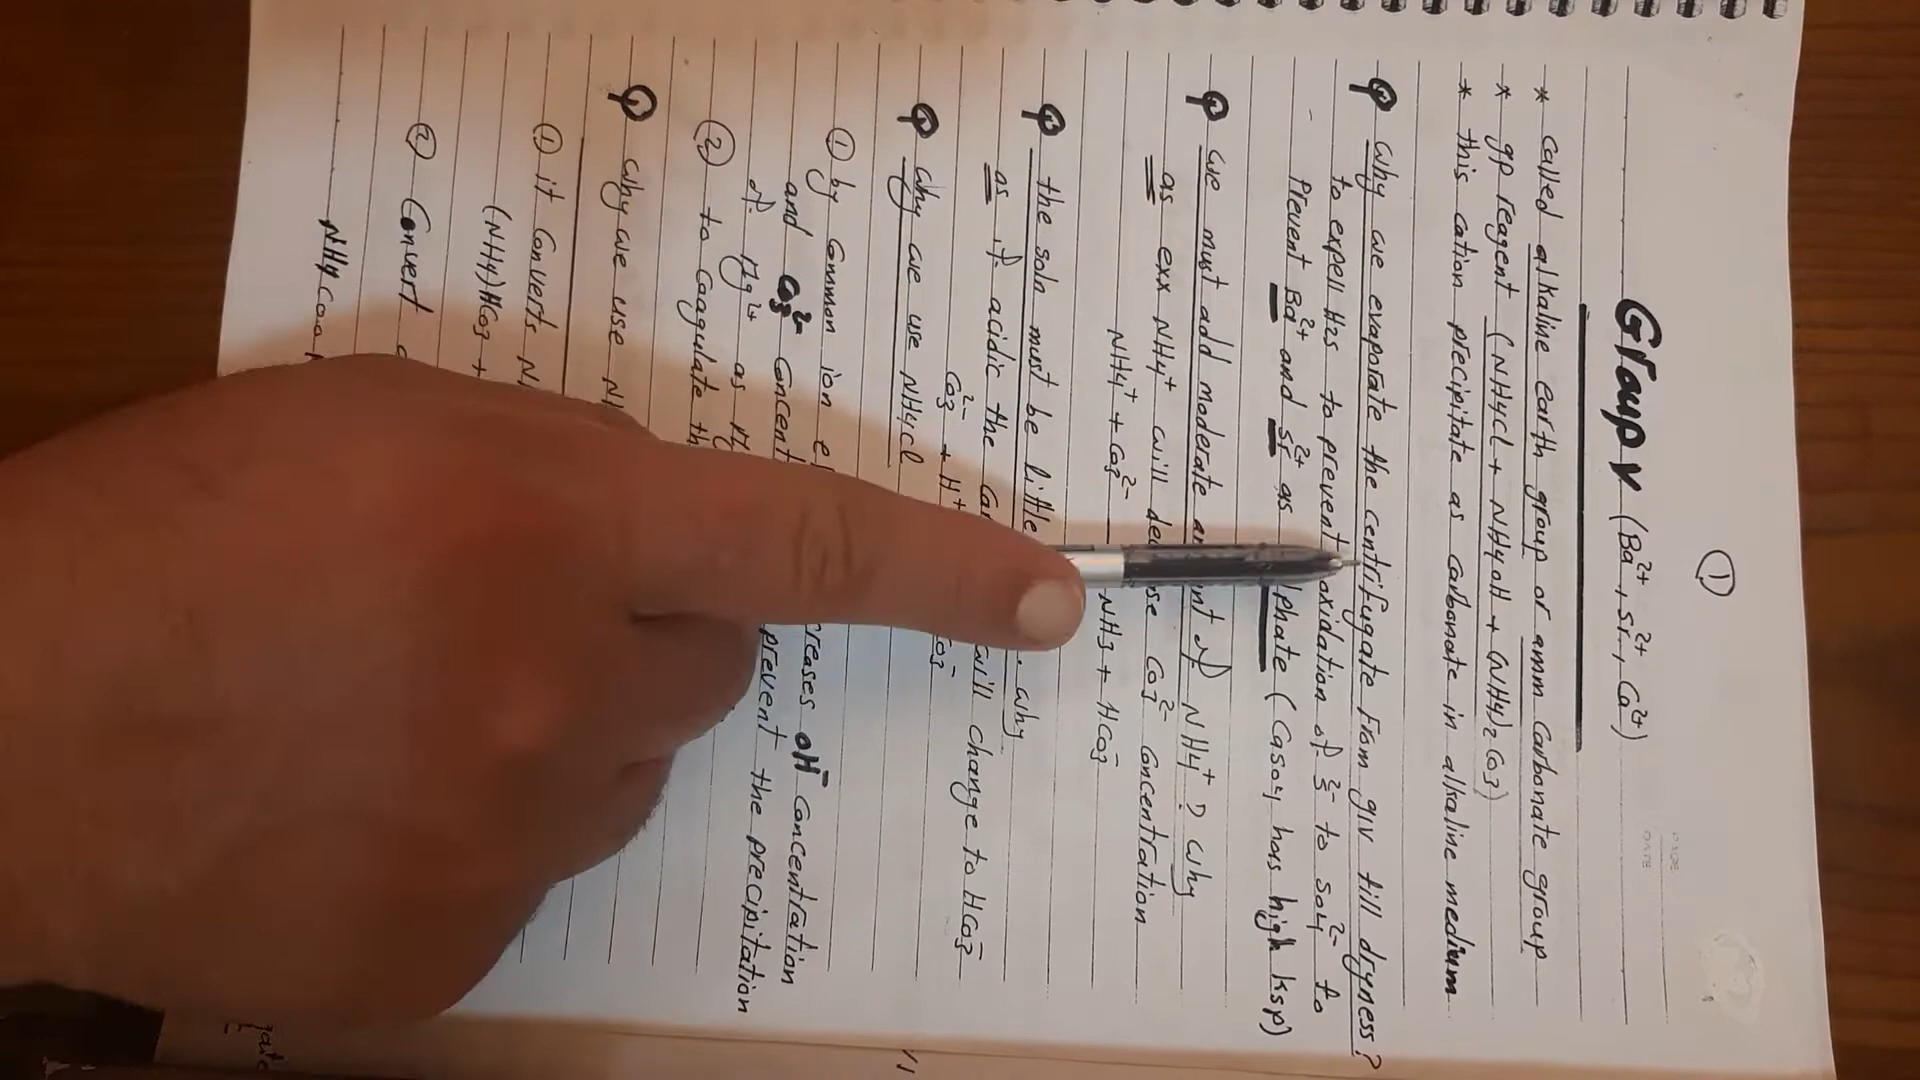 ①
Group V (Ba²⁺, Sr²⁺, Ca²⁺)
* called alkaline earth group or amm carbonate group
* gp reagent (NH4Cl + NH4OH + (NH4)2 CO3)
* this cation precipitate as carbonate in alkaline medium
Q Why we evaporate the centrifugate from gIV till dryness?
to expell H2S to prevent oxidation of S²⁻ to SO4²⁻ to
- Prevent Ba²⁺ and Sr²⁺ as phate (CaSO4 has high ksp)
Q we must add moderate of NH4⁺? why
as exx NH4⁺ will CO3²⁻ concentration
NH4⁺ + CO3²⁻ NH3 + HCO3⁻
Q the soln must be little . why
as if acidic the will change to HCO3⁻
CO3²⁻ + H⁺
Q why we use NH4Cl
① by common ion creases OH⁻ concentration
and CO3²⁻
of Mg²⁺ as prevent the precipitation
② to coagulate
Q why we use
① it converts
(NH4)HCO3 +
② Convert